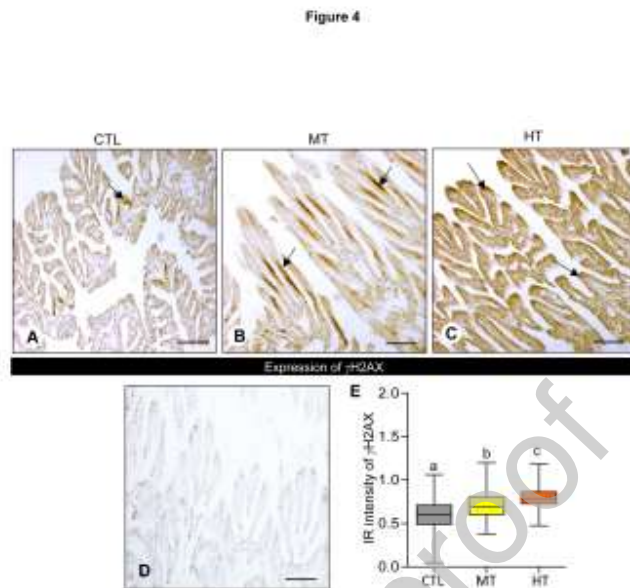 Figure 4
CTL
MT
HT
A
B
C
Expression of γH2AX
D
E
IR intensity of γH2AX
2.0
1.5
1.0
0.5
0.0
a
b
c
CTL
MT
HT
proof